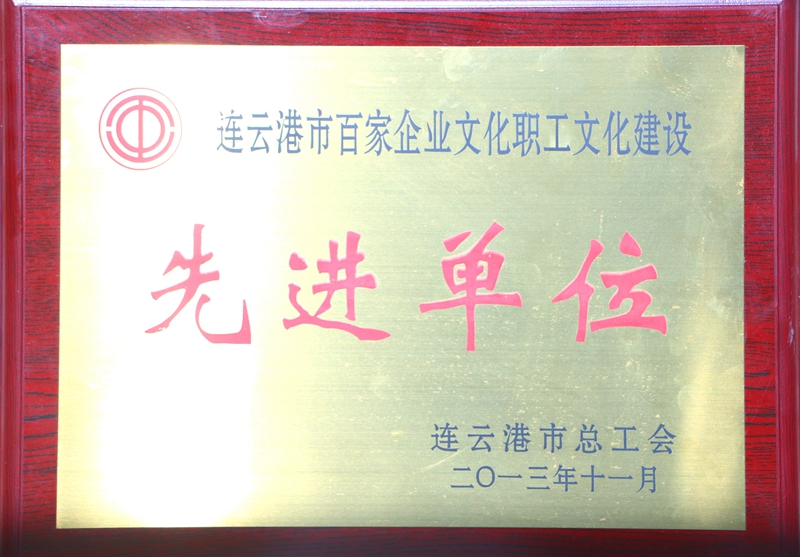 连云港市百家企业文化职工文化建设
先进单位
连云港市总工会
二〇一三年十一月